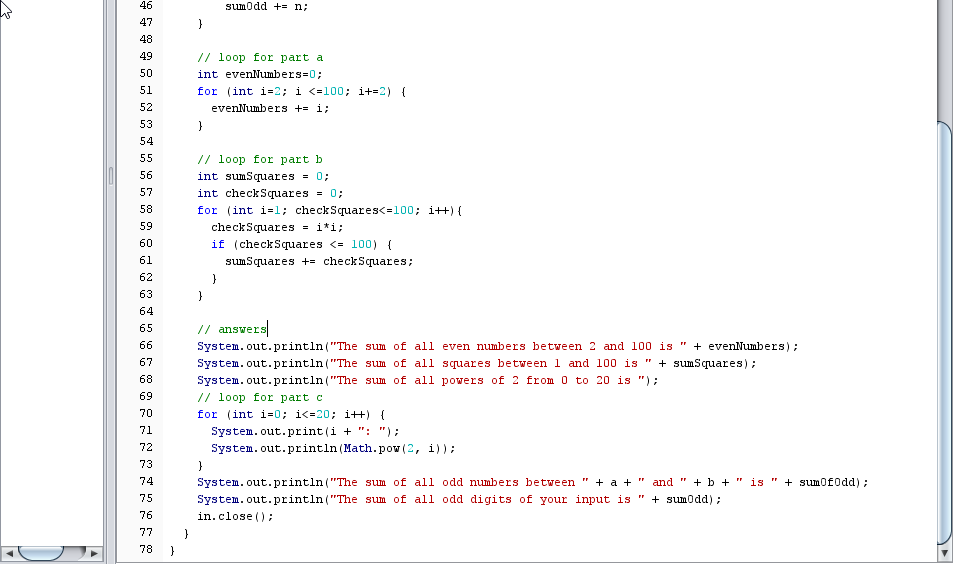 46 sumOdd += n;
47 }
48
49 // loop for part a
50 int evenNumbers=0;
51 for (int i=2; i <=100; i+=2) {
52 evenNumbers += i;
53 }
54
55 // loop for part b
56 int sumSquares = 0;
57 int checkSquares = 0;
58 for (int i=1; checkSquares<=100; i++){
59 checkSquares = i*i;
60 if (checkSquares <= 100) {
61 sumSquares += checkSquares;
62 }
63 }
64
65 // answers
66 System.out.println("The sum of all even numbers between 2 and 100 is " + evenNumbers);
67 System.out.println("The sum of all squares between 1 and 100 is " + sumSquares);
68 System.out.println("The sum of all powers of 2 from 0 to 20 is ");
69 // loop for part c
70 for (int i=0; i<=20; i++) {
71 System.out.print(i + ": ");
72 System.out.println(Math.pow(2, i));
73 }
74 System.out.println("The sum of all odd numbers between " + a + " and " + b + " is " + sumOfOdd);
75 System.out.println("The sum of all odd digits of your input is " + sumOdd);
76 in.close();
77 }
78 }